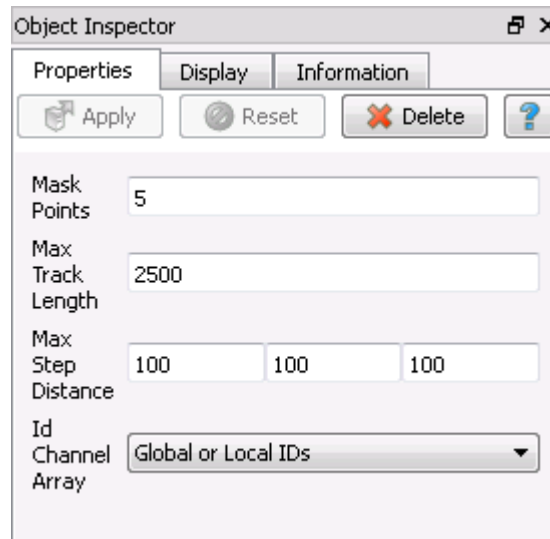 Object Inspector
Properties Display Information
Apply Reset Delete ?
Mask
Points
5
Max
Track
Length
2500
Max
Step
Distance
100 100 100
Id
Channel
Array
Global or Local IDs